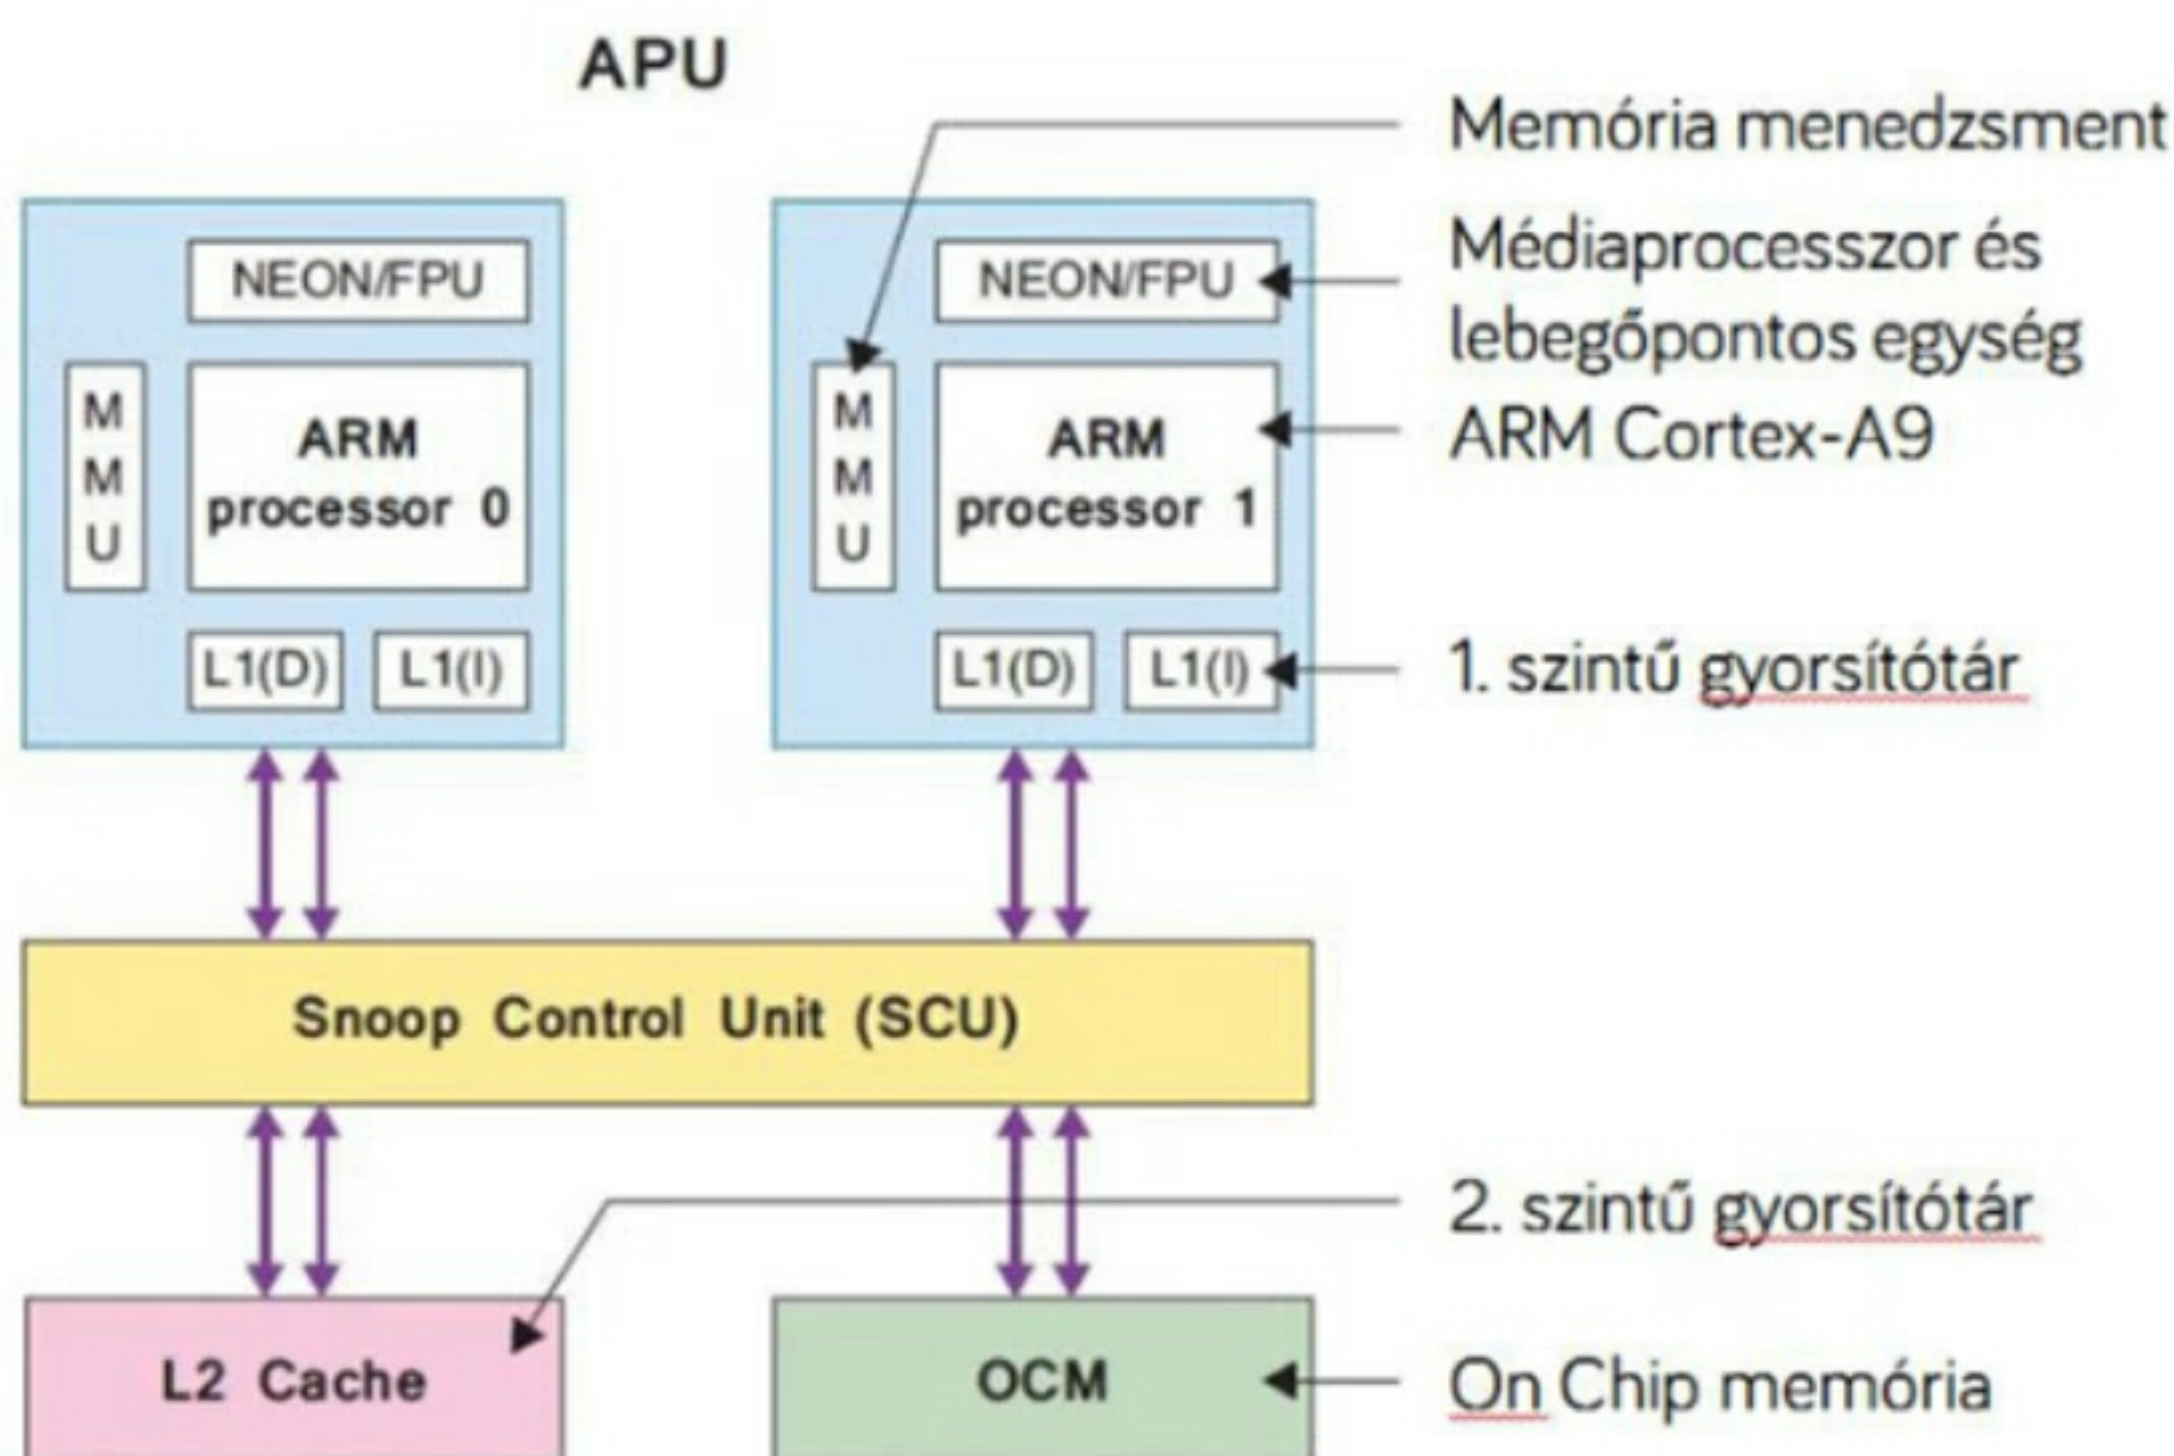 APU
Memória menedzsment
NEON/FPU
NEON/FPU
Médiaprocesszor és
lebegőpontos egység
M
M
U
ARM
processor 0
M
M
U
ARM
processor 1
ARM Cortex-A9
L1(D)
L1(I)
L1(D)
L1(I)
1. szintű gyorsítótár
Snoop Control Unit (SCU)
2. szintű gyorsítótár
L2 Cache
OCM
On Chip memória